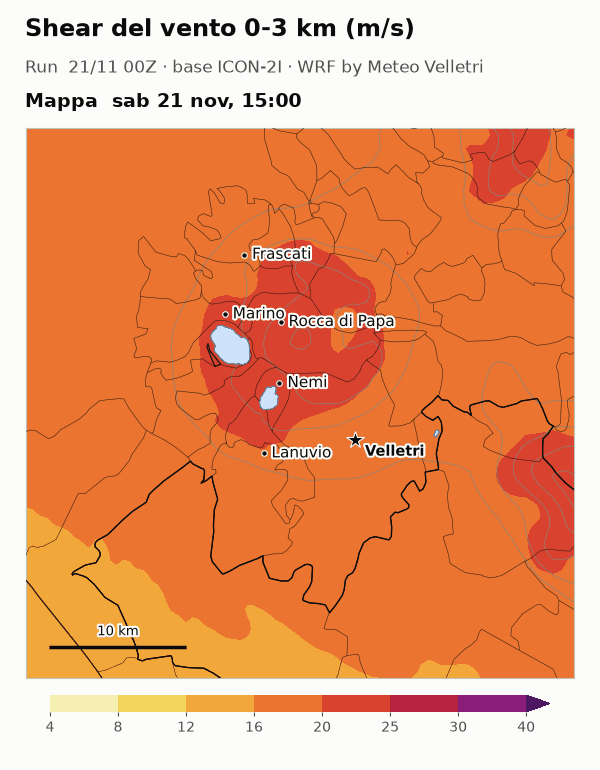 Shear del vento 0-3 km (m/s)
Run 21/11 00Z · base ICON-2I · WRF by Meteo Velletri
Mappa sab 21 nov, 15:00
Frascati
Marino
Rocca di Papa
Nemi
Lanuvio
Velletri
10 km
4 8 12 16 20 25 30 40